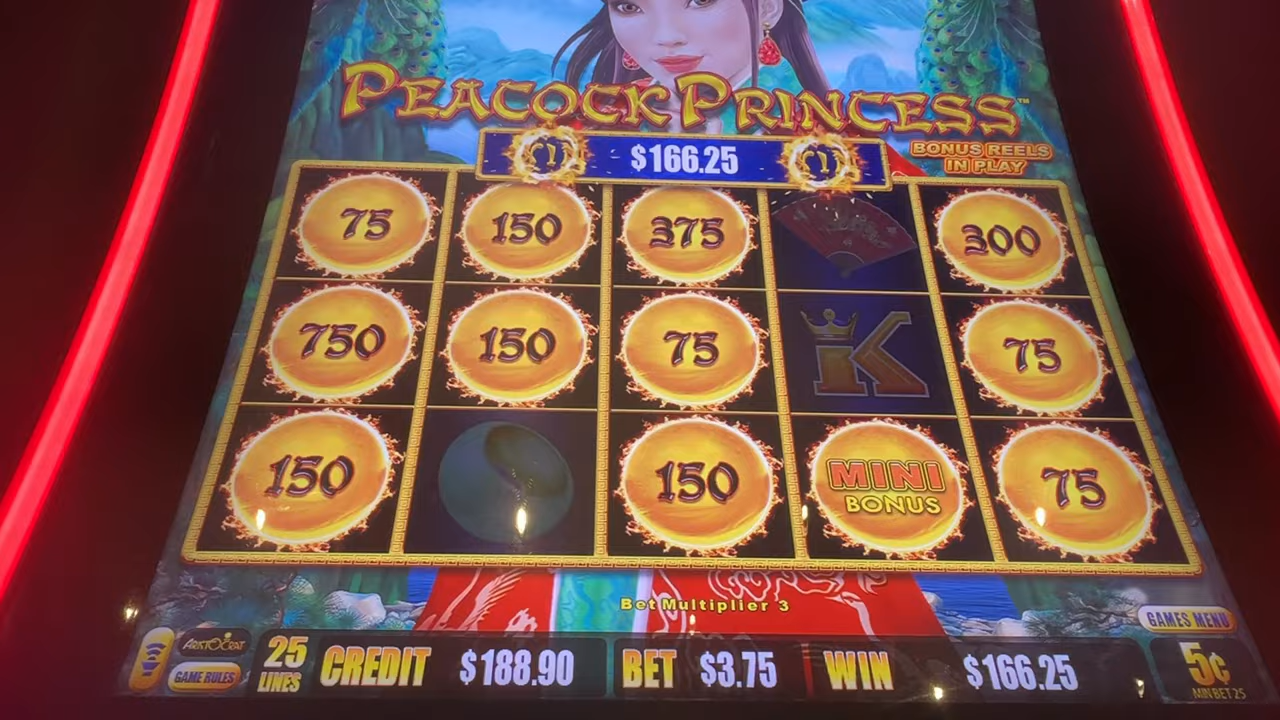 PEACOCK PRINCESS™
$166.25
BONUS REELS
IN PLAY
75 150 375 300
750 150 75 K 75
150 150 MINI
BONUS 75
Bet Multiplier 3
GAMES MENU
ARISTOCRAT
GAME RULES
25
LINES
CREDIT $188.90
BET $3.75
WIN $166.25
5¢
MIN BET 25